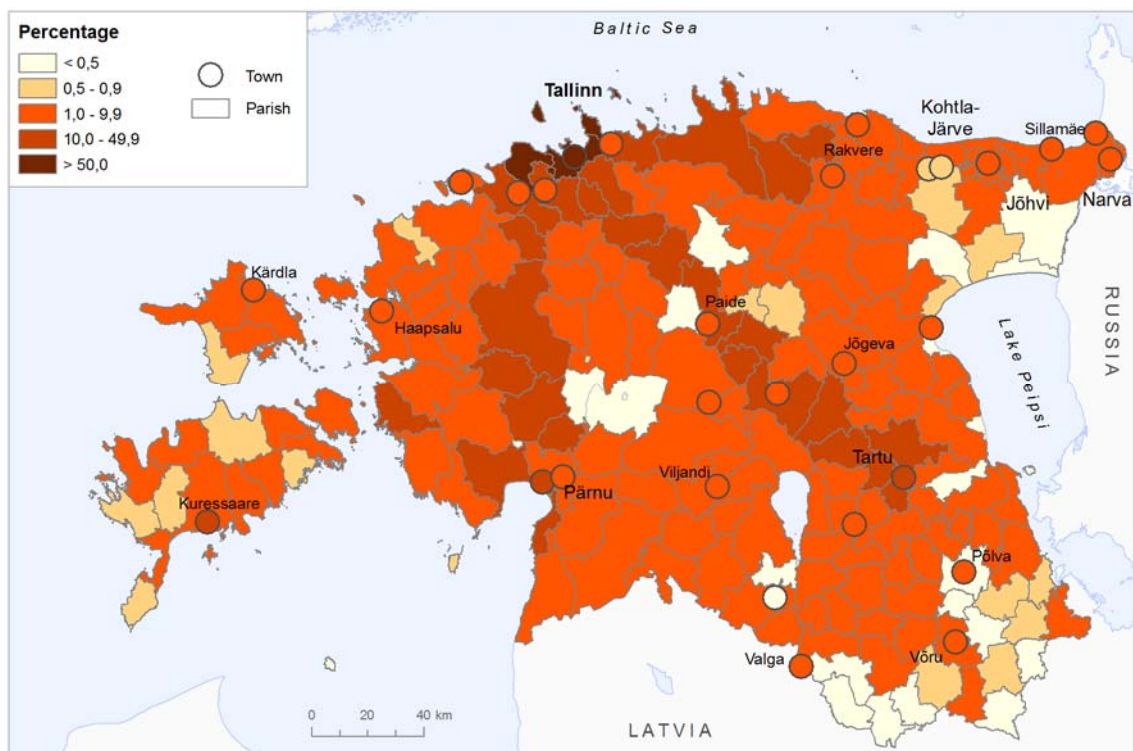 Percentage
< 0,5
0,5 - 0,9
1,0 - 9,9
10,0 - 49,9
> 50,0
Town
Parish
Baltic Sea
Tallinn
Kohtla-
Järve
Sillamäe
Rakvere
Jõhvi
Narva
Kärdla
Haapsalu
Paide
Jõgeva
Lake Peipsi
RUSSIA
Tartu
Viljandi
Pärnu
Kuressaare
Põlva
Võru
Valga
0 20 40 km
LATVIA